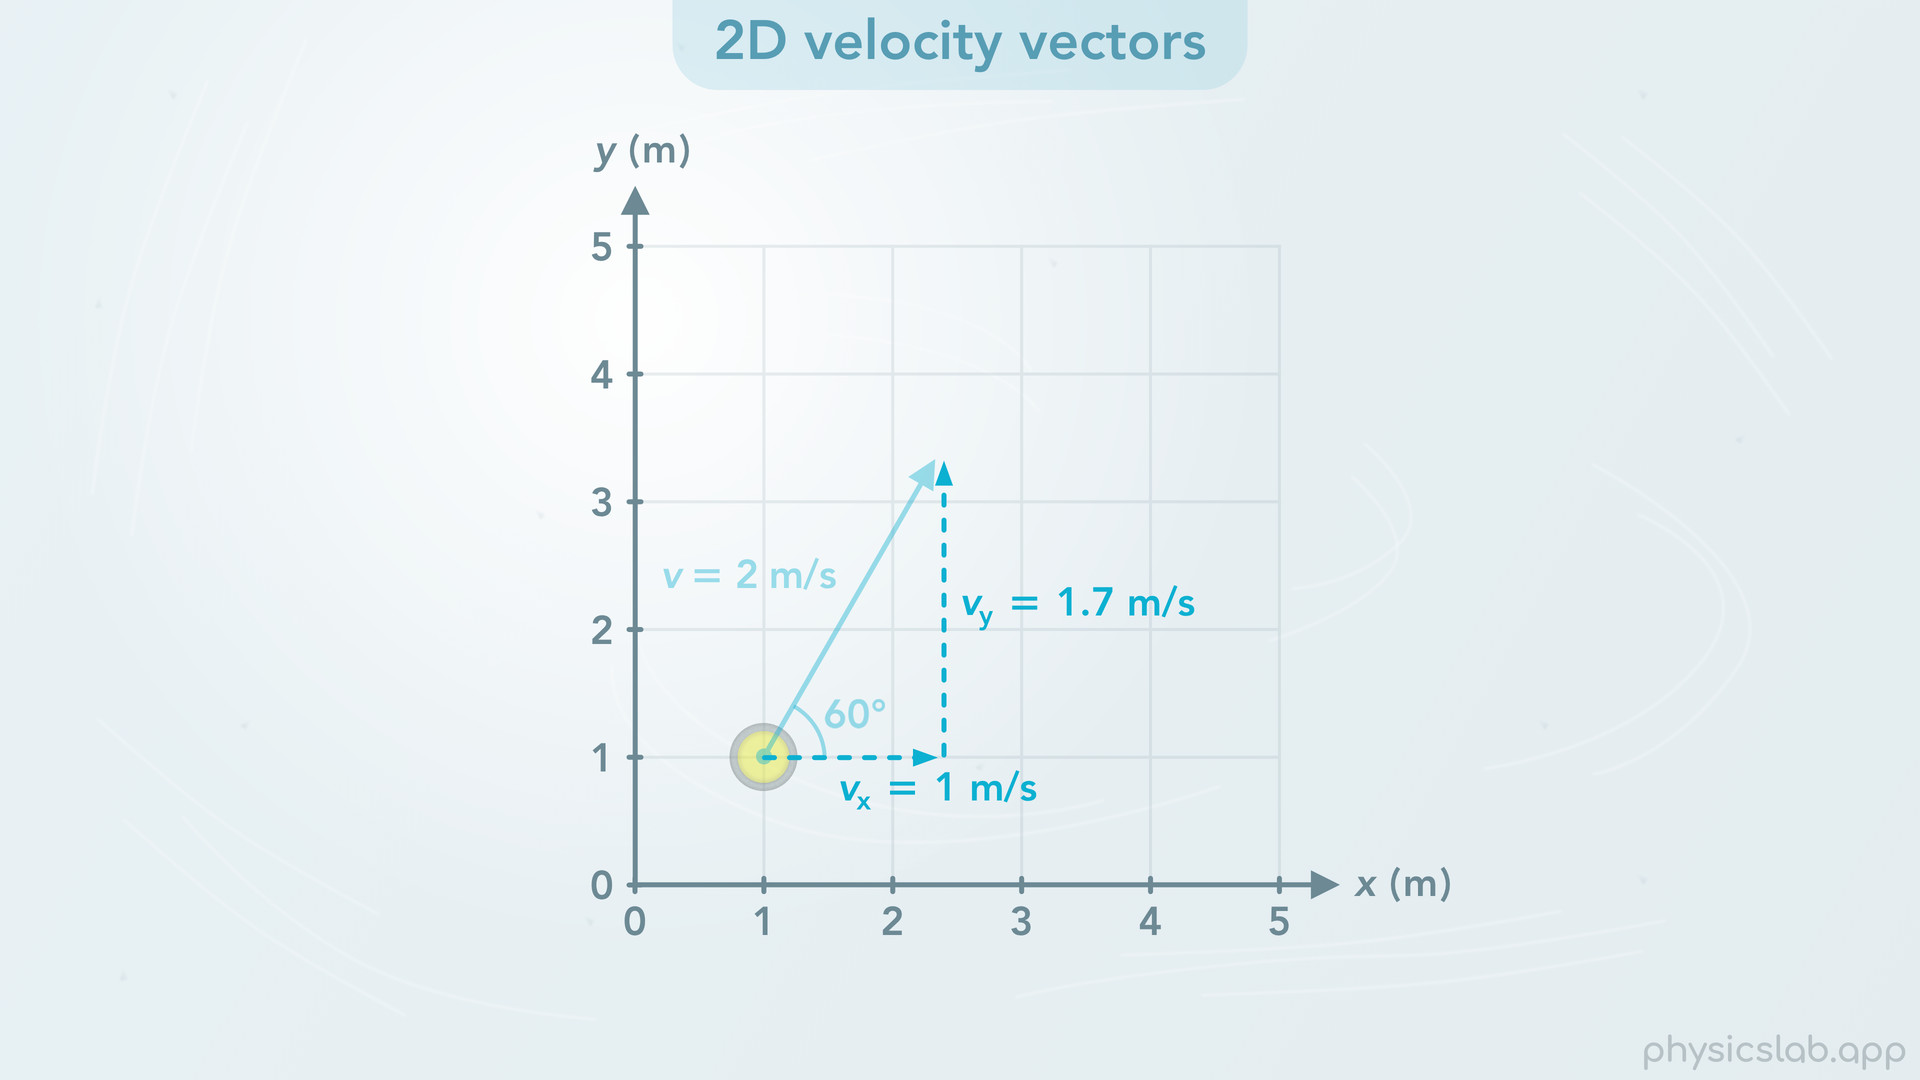 2D velocity vectors
y (m)
5
4
3
v = 2 m/s
vy = 1.7 m/s
2
60°
1
vx = 1 m/s
0
x (m)
0 1 2 3 4 5
physicslab.app